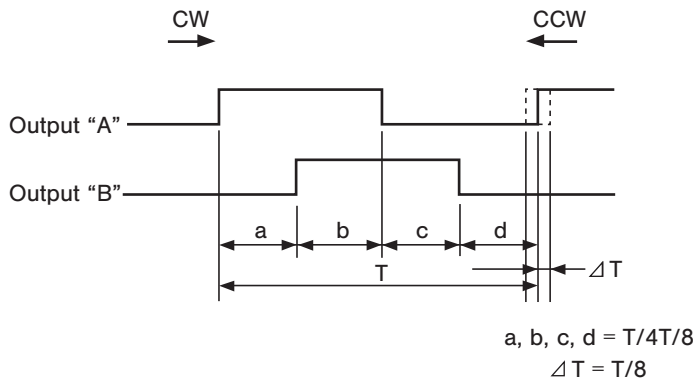 CW
CCW
Output “A”
Output “B”
a
b
c
d
T
⊿T
a, b, c, d = T/4T/8
⊿T = T/8